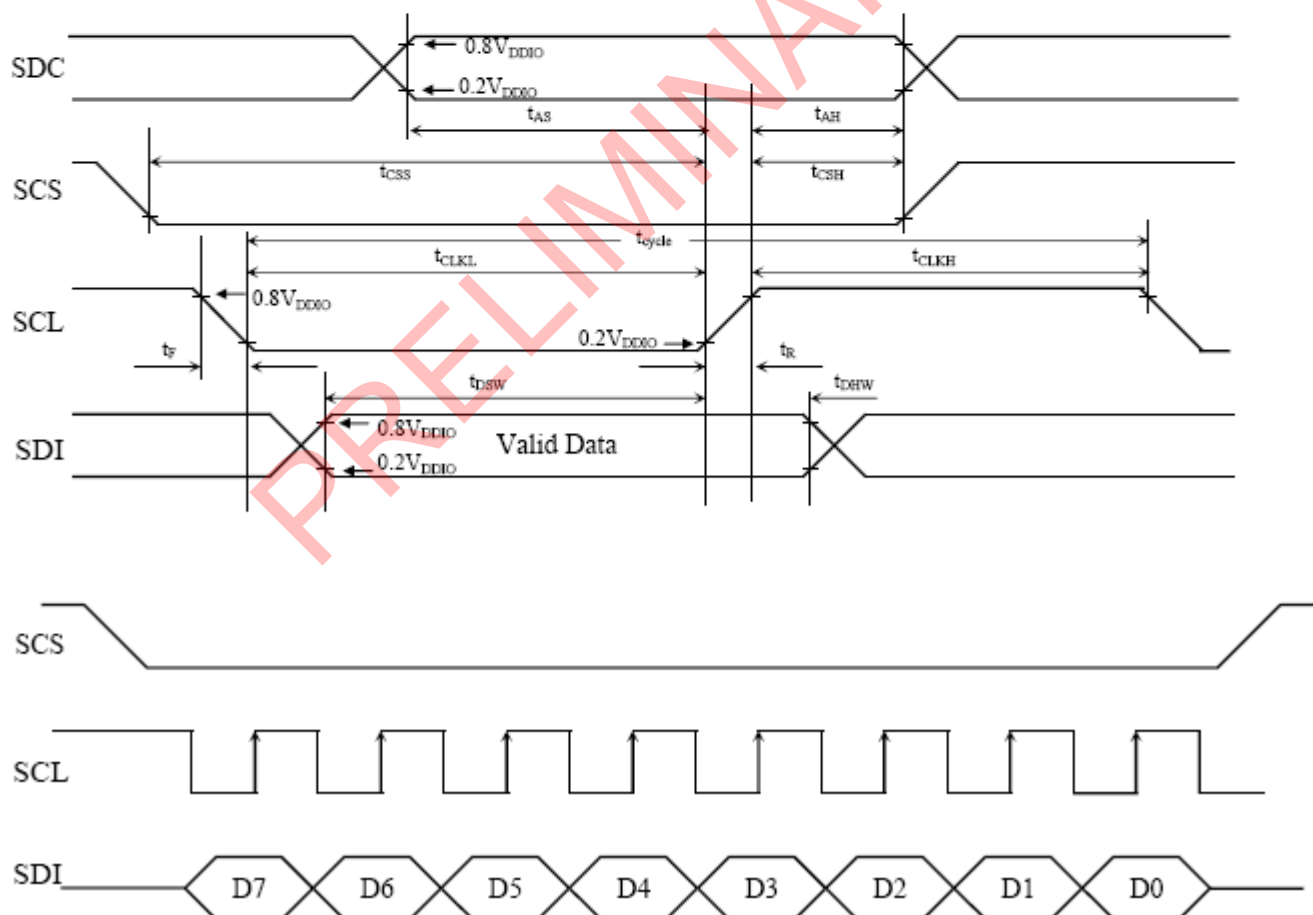 SDC
0.8VDDIO
0.2VDDIO
tAS
tAH
SCS
tCSS
tCSH
tcycle
tCLKL
tCLKH
SCL
0.8VDDIO
0.2VDDIO
tF
tR
tDSW
tDHW
SDI
0.8VDDIO
Valid Data
0.2VDDIO
PRELIMINA
SCS
SCL
SDI
D7 D6 D5 D4 D3 D2 D1 D0